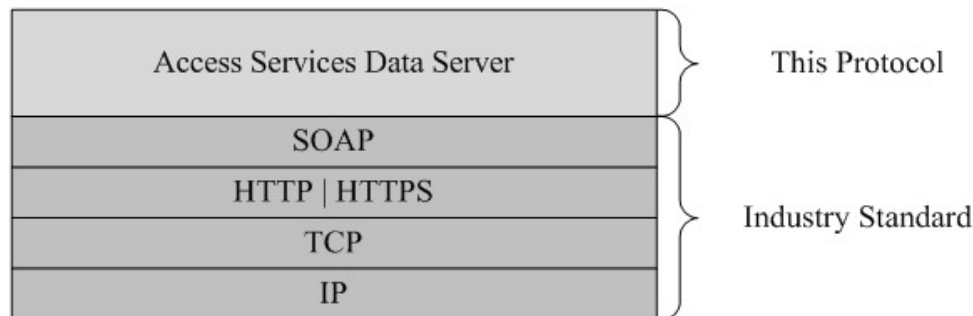 Access Services Data Server
This Protocol
SOAP
HTTP | HTTPS
TCP
IP
Industry Standard